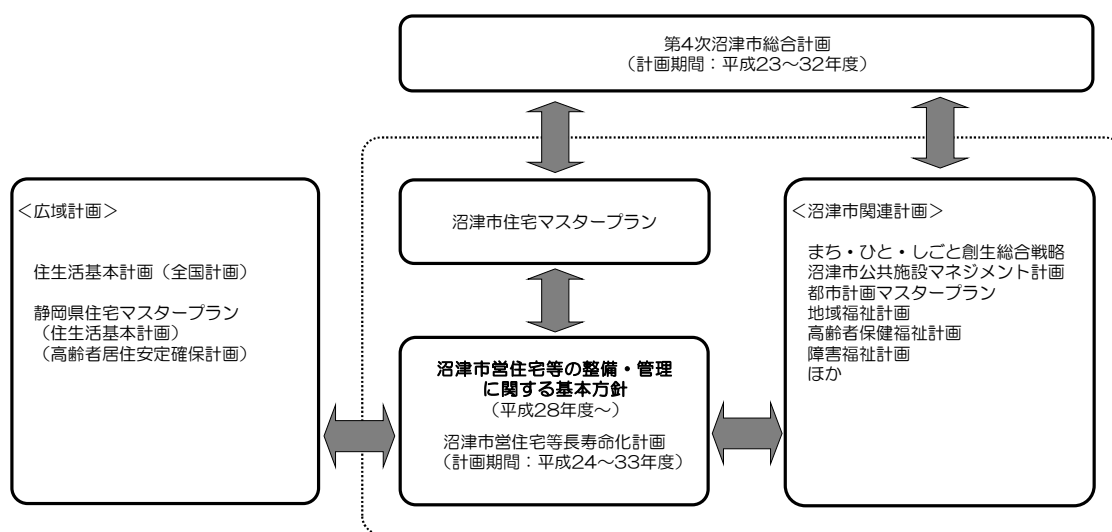 第4次沼津市総合計画
(計画期間:平成23~32年度)
<広域計画>
住生活基本計画(全国計画)
静岡県住宅マスタープラン
(住生活基本計画)
(高齢者居住安定確保計画)
沼津市住宅マスタープラン
沼津市営住宅等の整備・管理
に関する基本方針
(平成28年度~)
沼津市営住宅等長寿命化計画
(計画期間:平成24~33年度)
<沼津市関連計画>
まち・ひと・しごと創生総合戦略
沼津市公共施設マネジメント計画
都市計画マスタープラン
地域福祉計画
高齢者保健福祉計画
障害福祉計画
ほか